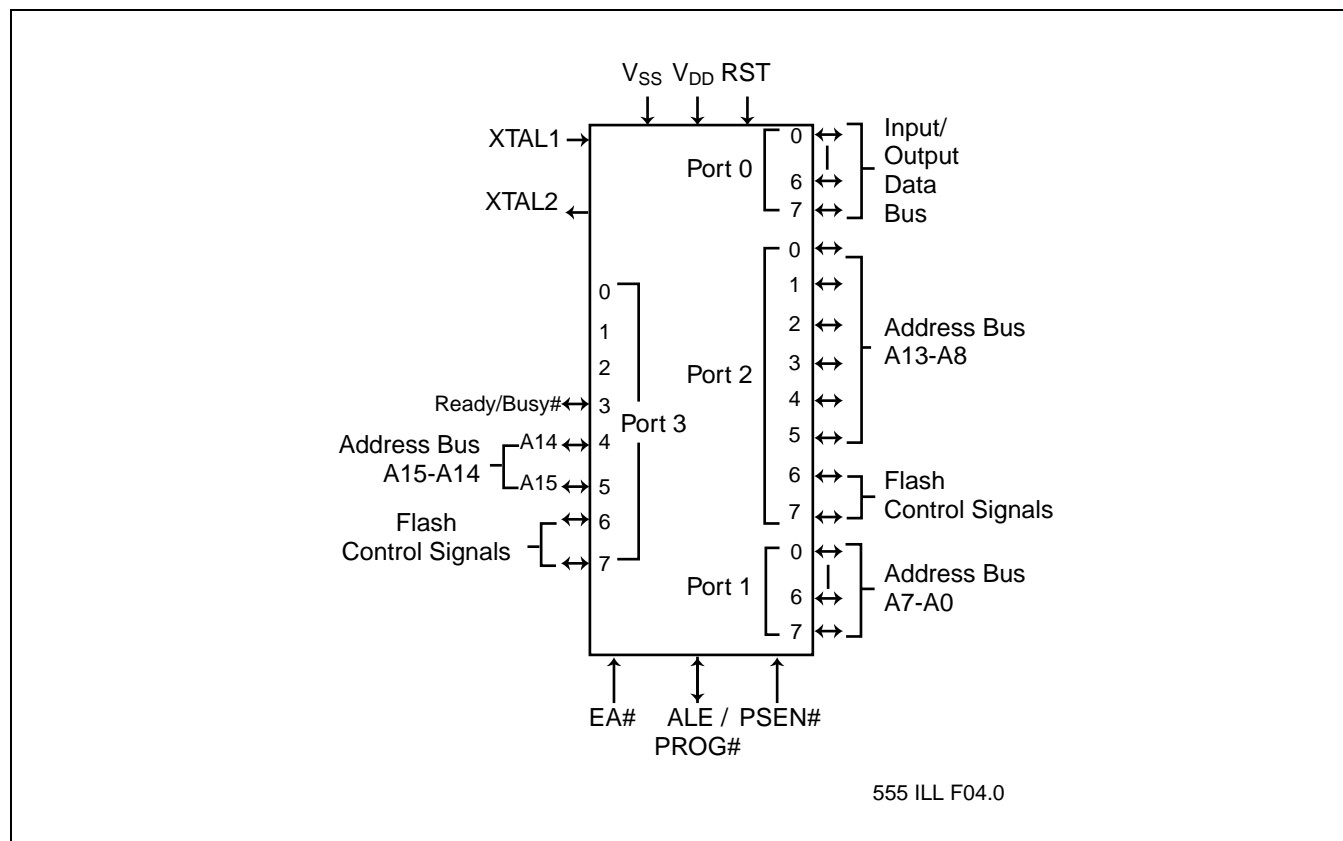 V_SS V_DD RST
XTAL1
XTAL2
Port 0
0
6
7
Input/
Output
Data
Bus
Port 2
0
1
2
3
4
5
6
7
Address Bus
A13-A8
Flash
Control Signals
Port 3
0
1
2
3
4
5
6
7
Ready/Busy#
Address Bus
A15-A14
A14
A15
Flash
Control Signals
Port 1
0
6
7
Address Bus
A7-A0
EA#
ALE /
PROG#
PSEN#
555 ILL F04.0